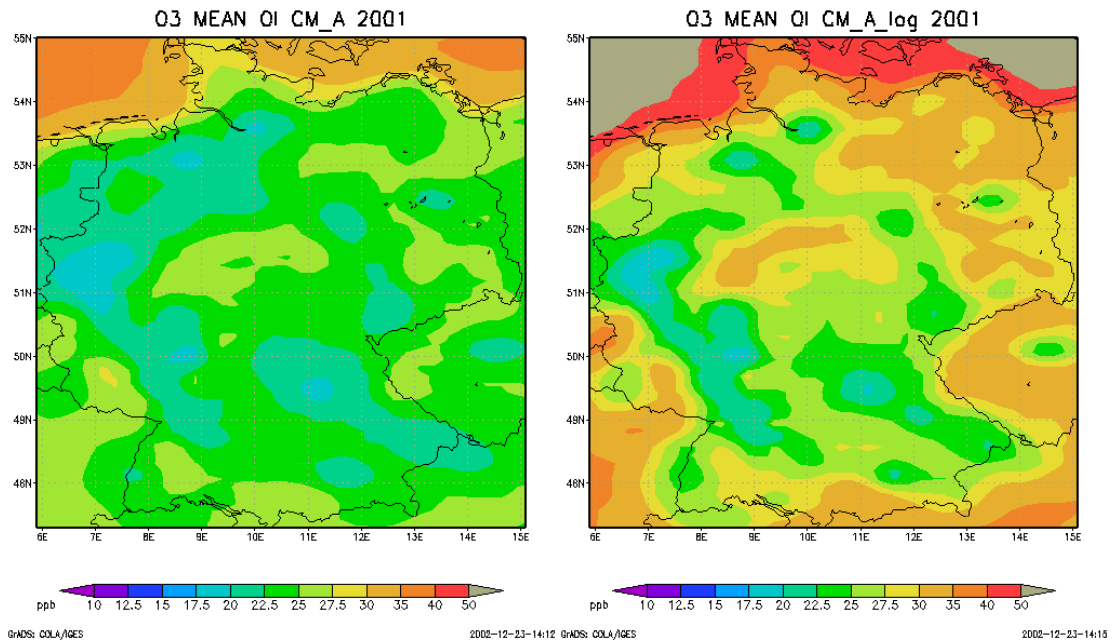 O3 MEAN OI CM_A 2001
55N
54N
53N
52N
51N
50N
49N
48N
6E 7E 8E 9E 10E 11E 12E 13E 14E 15E
ppb 10 12.5 15 17.5 20 22.5 25 27.5 30 35 40 50
GrADS: COLA/IGES 2002-12-23-14:12
O3 MEAN OI CM_A_log 2001
55N
54N
53N
52N
51N
50N
49N
48N
6E 7E 8E 9E 10E 11E 12E 13E 14E 15E
ppb 10 12.5 15 17.5 20 22.5 25 27.5 30 35 40 50
GrADS: COLA/IGES 2002-12-23-14:16